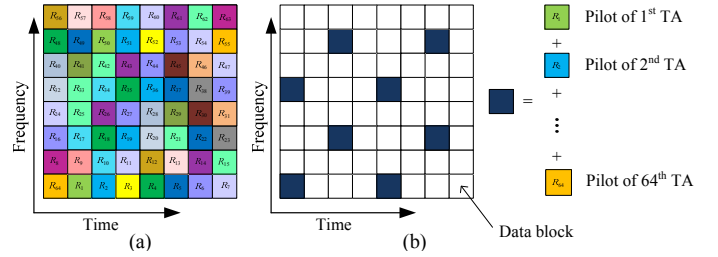 R56 R57 R58 R59 R60 R61 R62 R63
R48 R49 R50 R51 R52 R53 R54 R55
R40 R41 R42 R43 R44 R45 R46 R47
R32 R33 R34 R35 R36 R37 R38 R39
R24 R25 R26 R27 R28 R29 R30 R31
R16 R17 R18 R19 R20 R21 R22 R23
R8 R9 R10 R11 R12 R13 R14 R15
R64 R1 R2 R3 R4 R5 R6 R7
Frequency
Time
(a)
Frequency
Time
(b)
Data block
=
R1 Pilot of 1st TA
+
R2 Pilot of 2nd TA
+
⋮
+
R64 Pilot of 64th TA